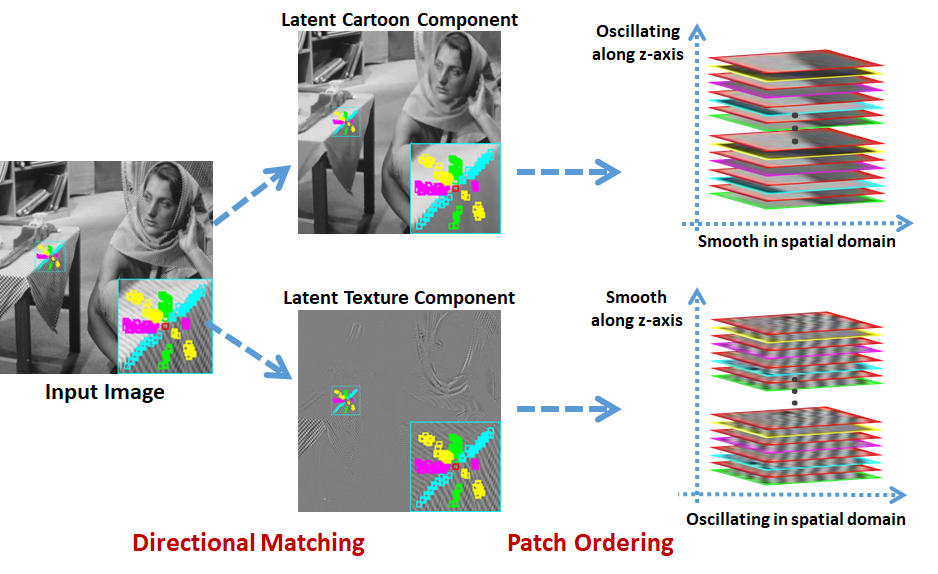 Latent Cartoon Component
Oscillating
along z-axis
Smooth in spatial domain
Input Image
Latent Texture Component
Smooth
along z-axis
Oscillating in spatial domain
Directional Matching
Patch Ordering